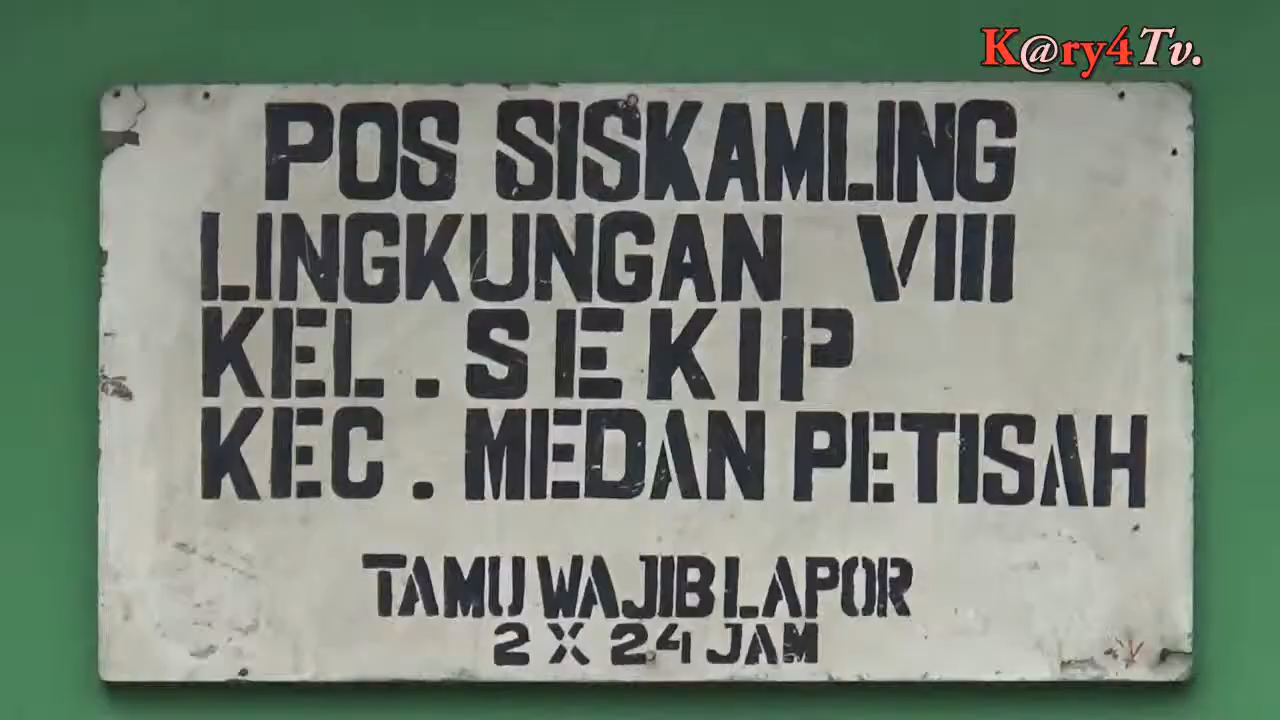 K@ry4Tv.
POS SISKAMLING
LINGKUNGAN VIII
KEL. SEKIP
KEC. MEDAN PETISAH
TAMU WAJIB LAPOR
2 X 24 JAM